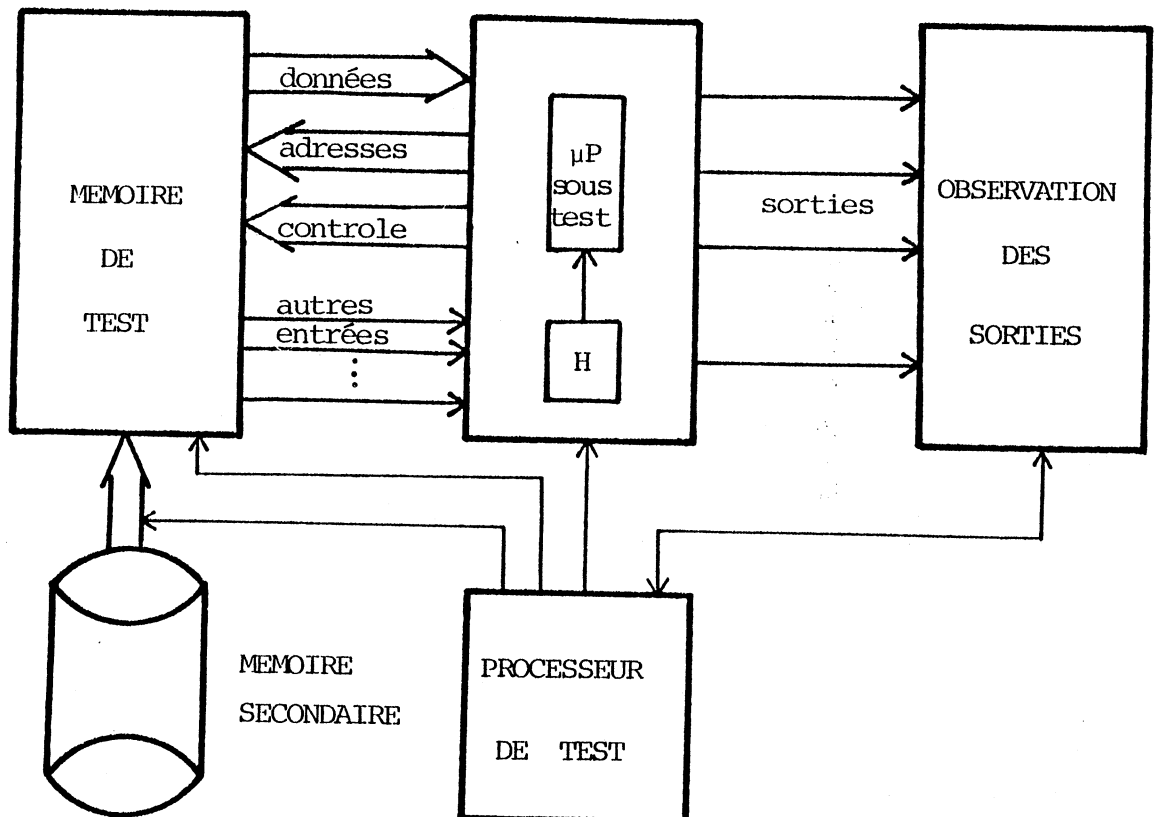 MEMOIRE
DE
TEST
données
adresses
controle
autres
entrées
µP
sous
test
H
sorties
OBSERVATION
DES
SORTIES
MEMOIRE
SECONDAIRE
PROCESSEUR
DE TEST